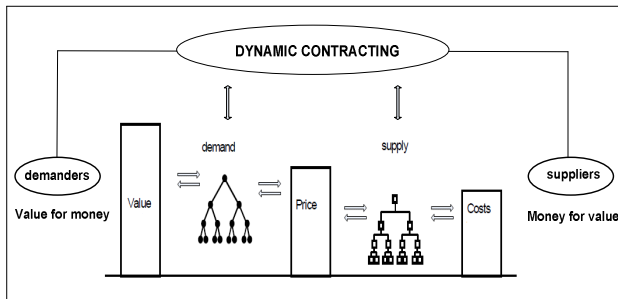 DYNAMIC CONTRACTING
demand
supply
demanders
suppliers
Value for money
Value
Price
Costs
Money for value